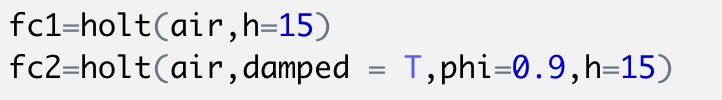 fc1=holt(air,h=15)
fc2=holt(air,damped = T,phi=0.9,h=15)